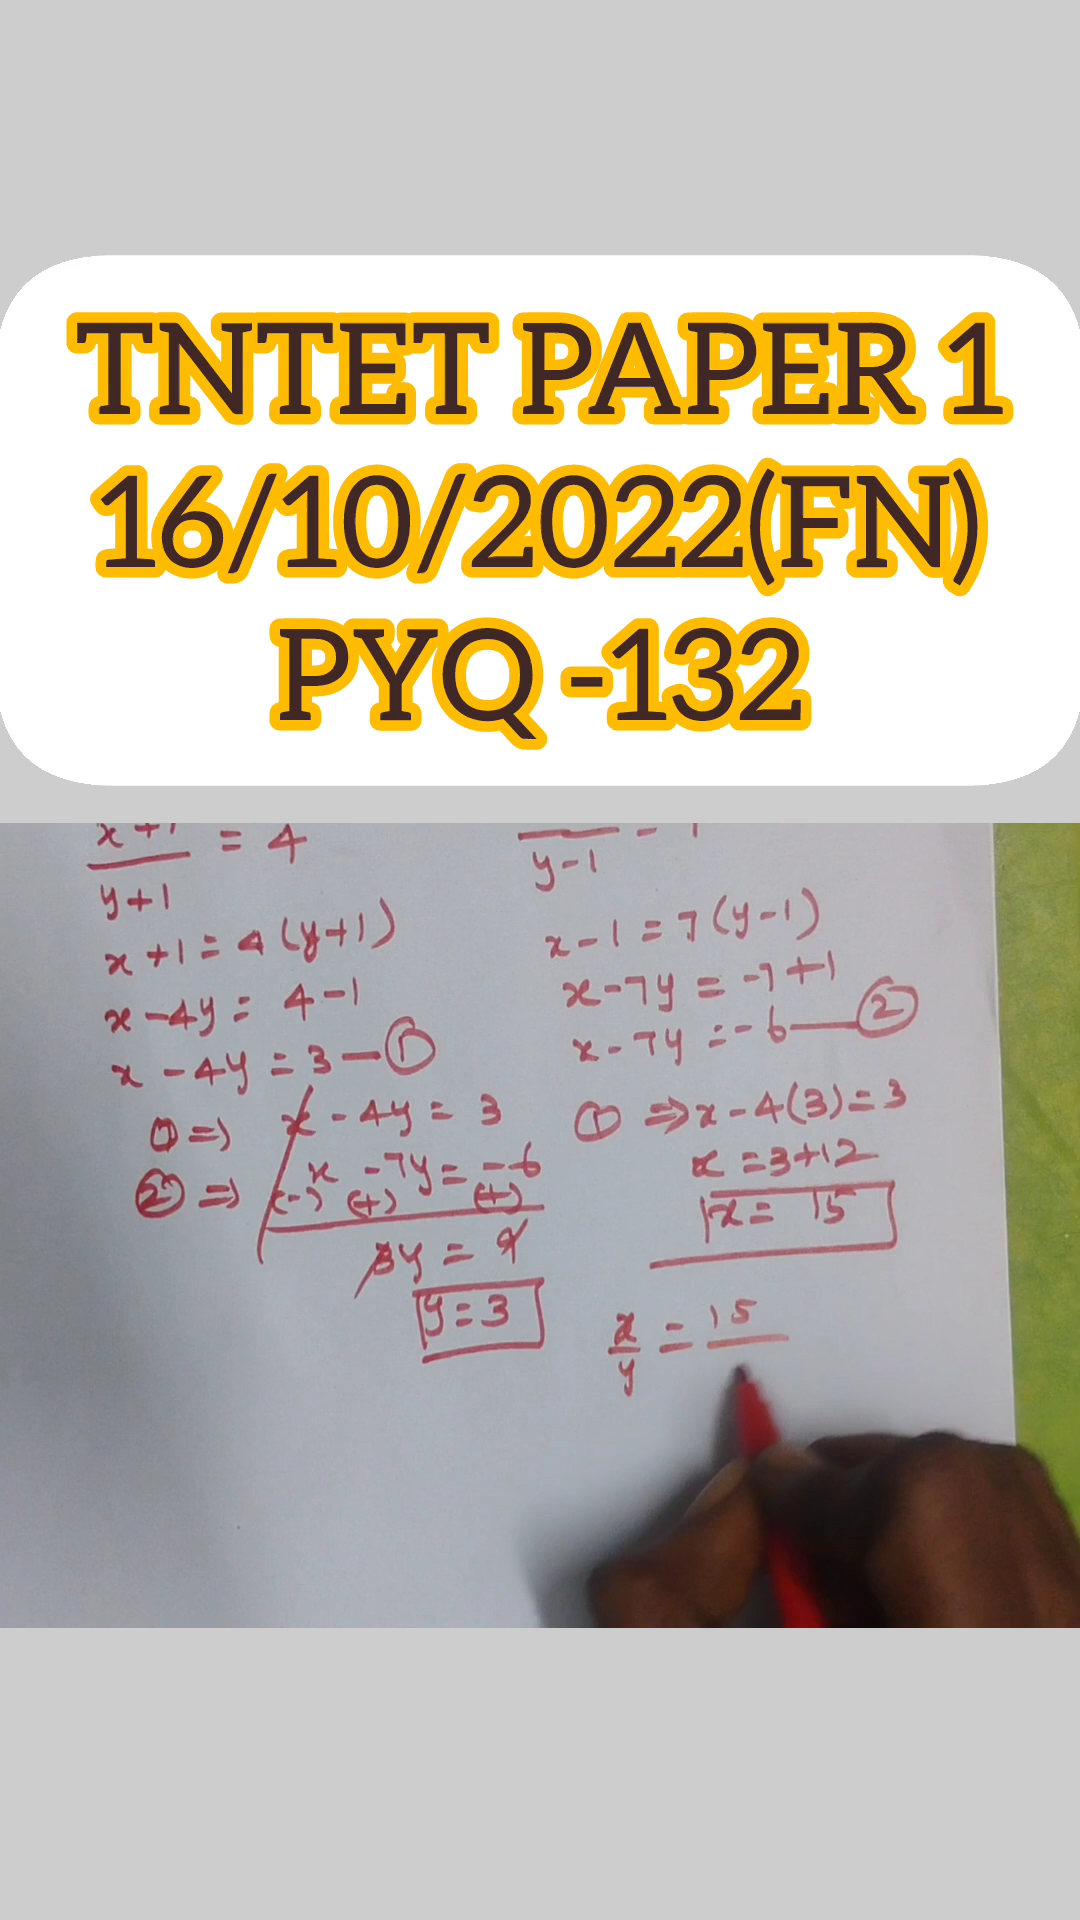 TNTET PAPER 1
16/10/2022(FN)
PYQ -132
x+1
= 4
y+1
x+1 = 4(y+1)
x-4y = 4-1
x - 4y = 3 — ①
① ⇒ x - 4y = 3
② ⇒ x - 7y = -6
(-) (+) (+)
3y = 9
y = 3
y-1
x-1 = 7(y-1)
x-7y = -7+1
x-7y = -6 — ②
① ⇒ x - 4(3) = 3
x = 3+12
x = 15
x/y = 15